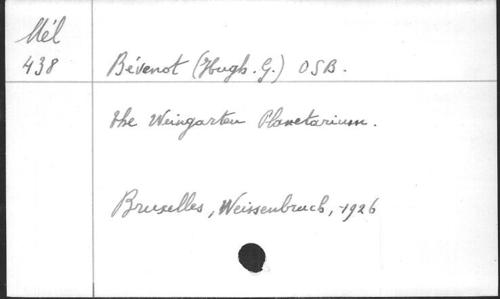 Mél
438
Bévenot (Hugh. G.) OSB.
the Weingarten Planetarium.
Bruxelles, Weissenbruch, 1926